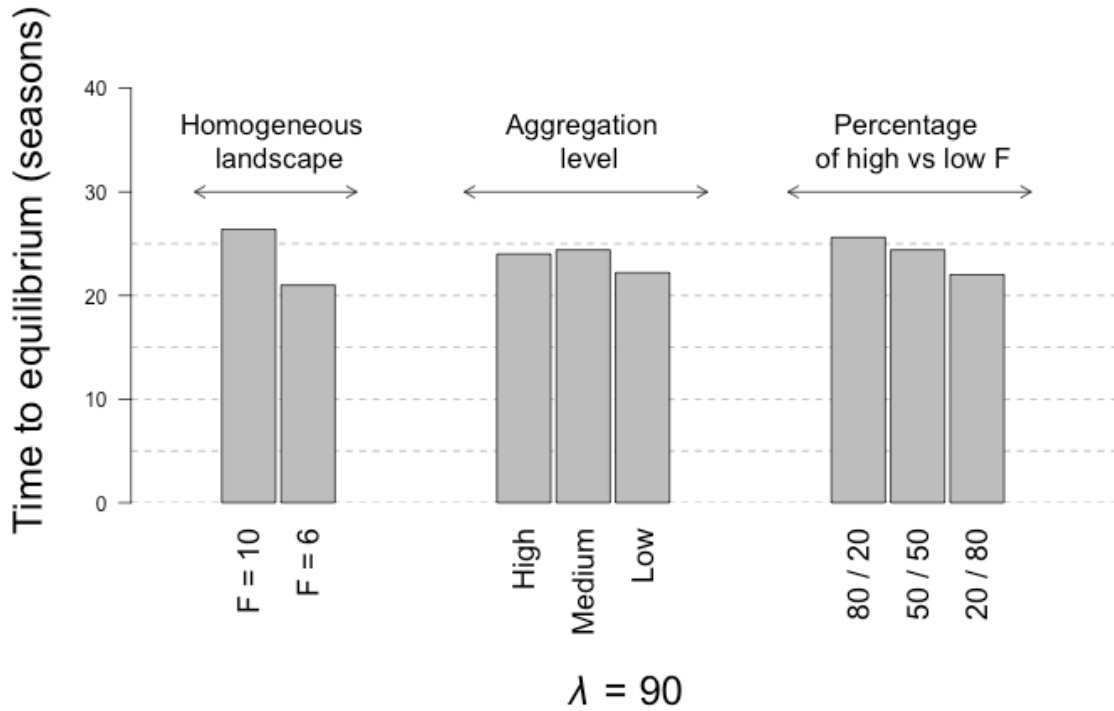 Time to equilibrium (seasons)
40
30
20
10
0
Homogeneous
landscape
Aggregation
level
Percentage
of high vs low F
F = 10
F = 6
High
Medium
Low
80 / 20
50 / 50
20 / 80
λ = 90